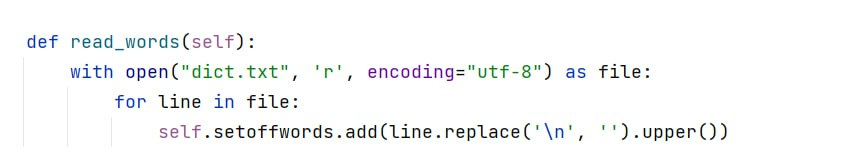 def read_words(self):
    with open("dict.txt", 'r', encoding="utf-8") as file:
        for line in file:
            self.setoffwords.add(line.replace('\n', '').upper())